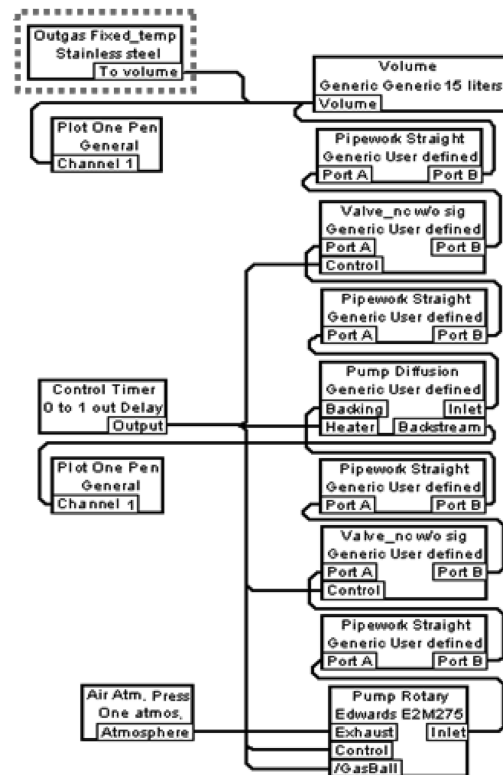 Outgas Fixed_temp
Stainless steel
To volume
Volume
Generic Generic 15 liters
Volume
Plot One Pen
General
Channel 1
Pipework Straight
Generic User defined
Port A Port B
Valve_nc w/o sig
Generic User defined
Port A Port B
Control
Pipework Straight
Generic User defined
Port A Port B
Control Timer
0 to 1 out Delay
Output
Pump Diffusion
Generic User defined
Backing Inlet
Heater Backstream
Plot One Pen
General
Channel 1
Pipework Straight
Generic User defined
Port A Port B
Valve_nc w/o sig
Generic User defined
Port A Port B
Control
Pipework Straight
Generic User defined
Port A Port B
Air Atm. Press
One atmos.
Atmosphere
Pump Rotary
Edwards E2M275
Exhaust Inlet
Control
/GasBall